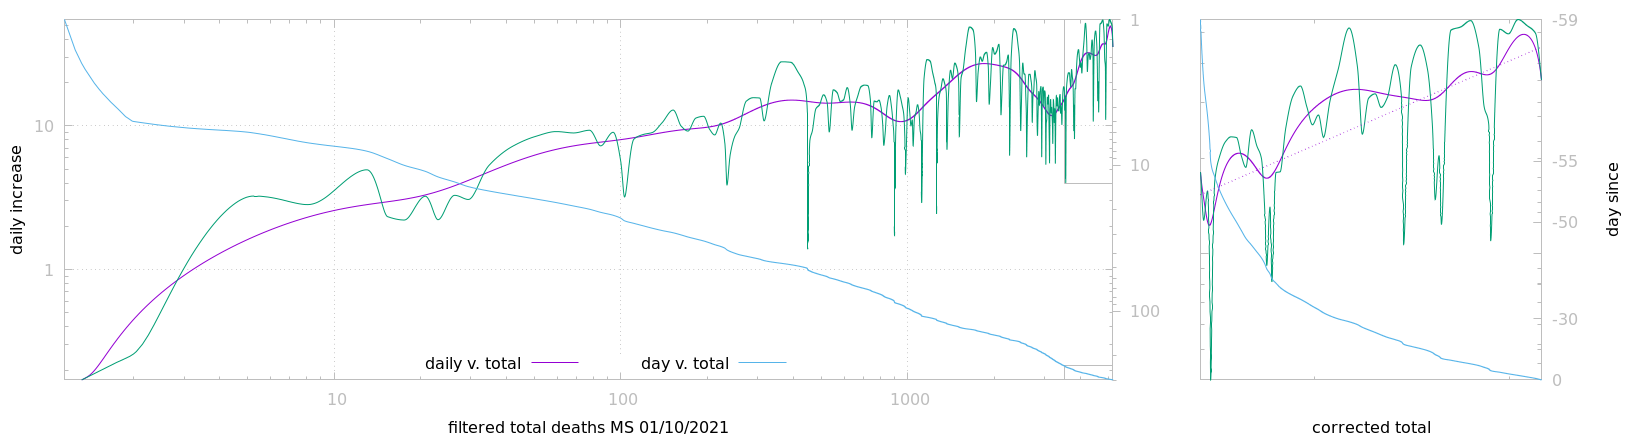 daily increase
10
1
10
100
1000
1
10
100
daily v. total
day v. total
filtered total deaths MS 01/10/2021
-59
-55
-50
-30
0
day since
corrected total